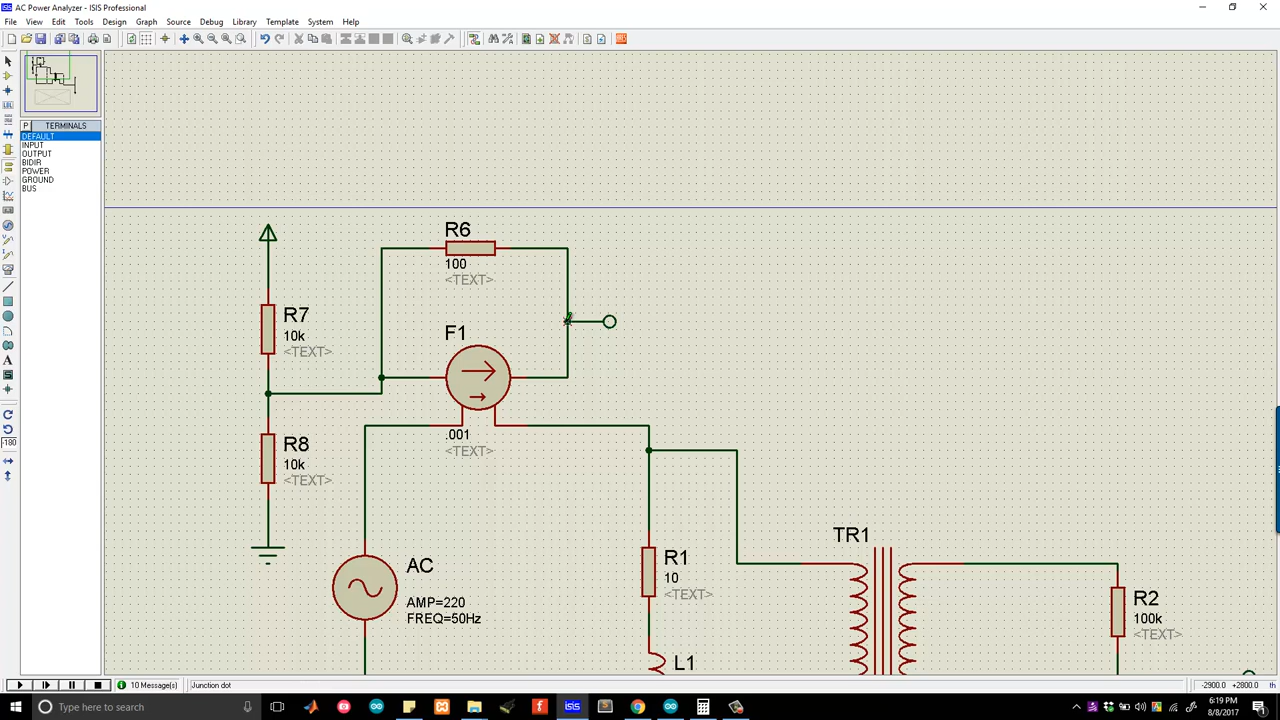 AC Power Analyzer - ISIS Professional
File View Edit Tools Design Graph Source Debug Library Template System Help
P TERMINALS
DEFAULT
INPUT
OUTPUT
BIDIR
POWER
GROUND
BUS
-180
R6
100
<TEXT>
R7
10k
<TEXT>
F1
.001
<TEXT>
R8
10k
<TEXT>
AC
AMP=220
FREQ=50Hz
R1
10
<TEXT>
L1
TR1
R2
100k
<TEXT>
10 Message(s) Junction dot -2900.0 +2800.0 th
Type here to search
6:19 PM
8/8/2017